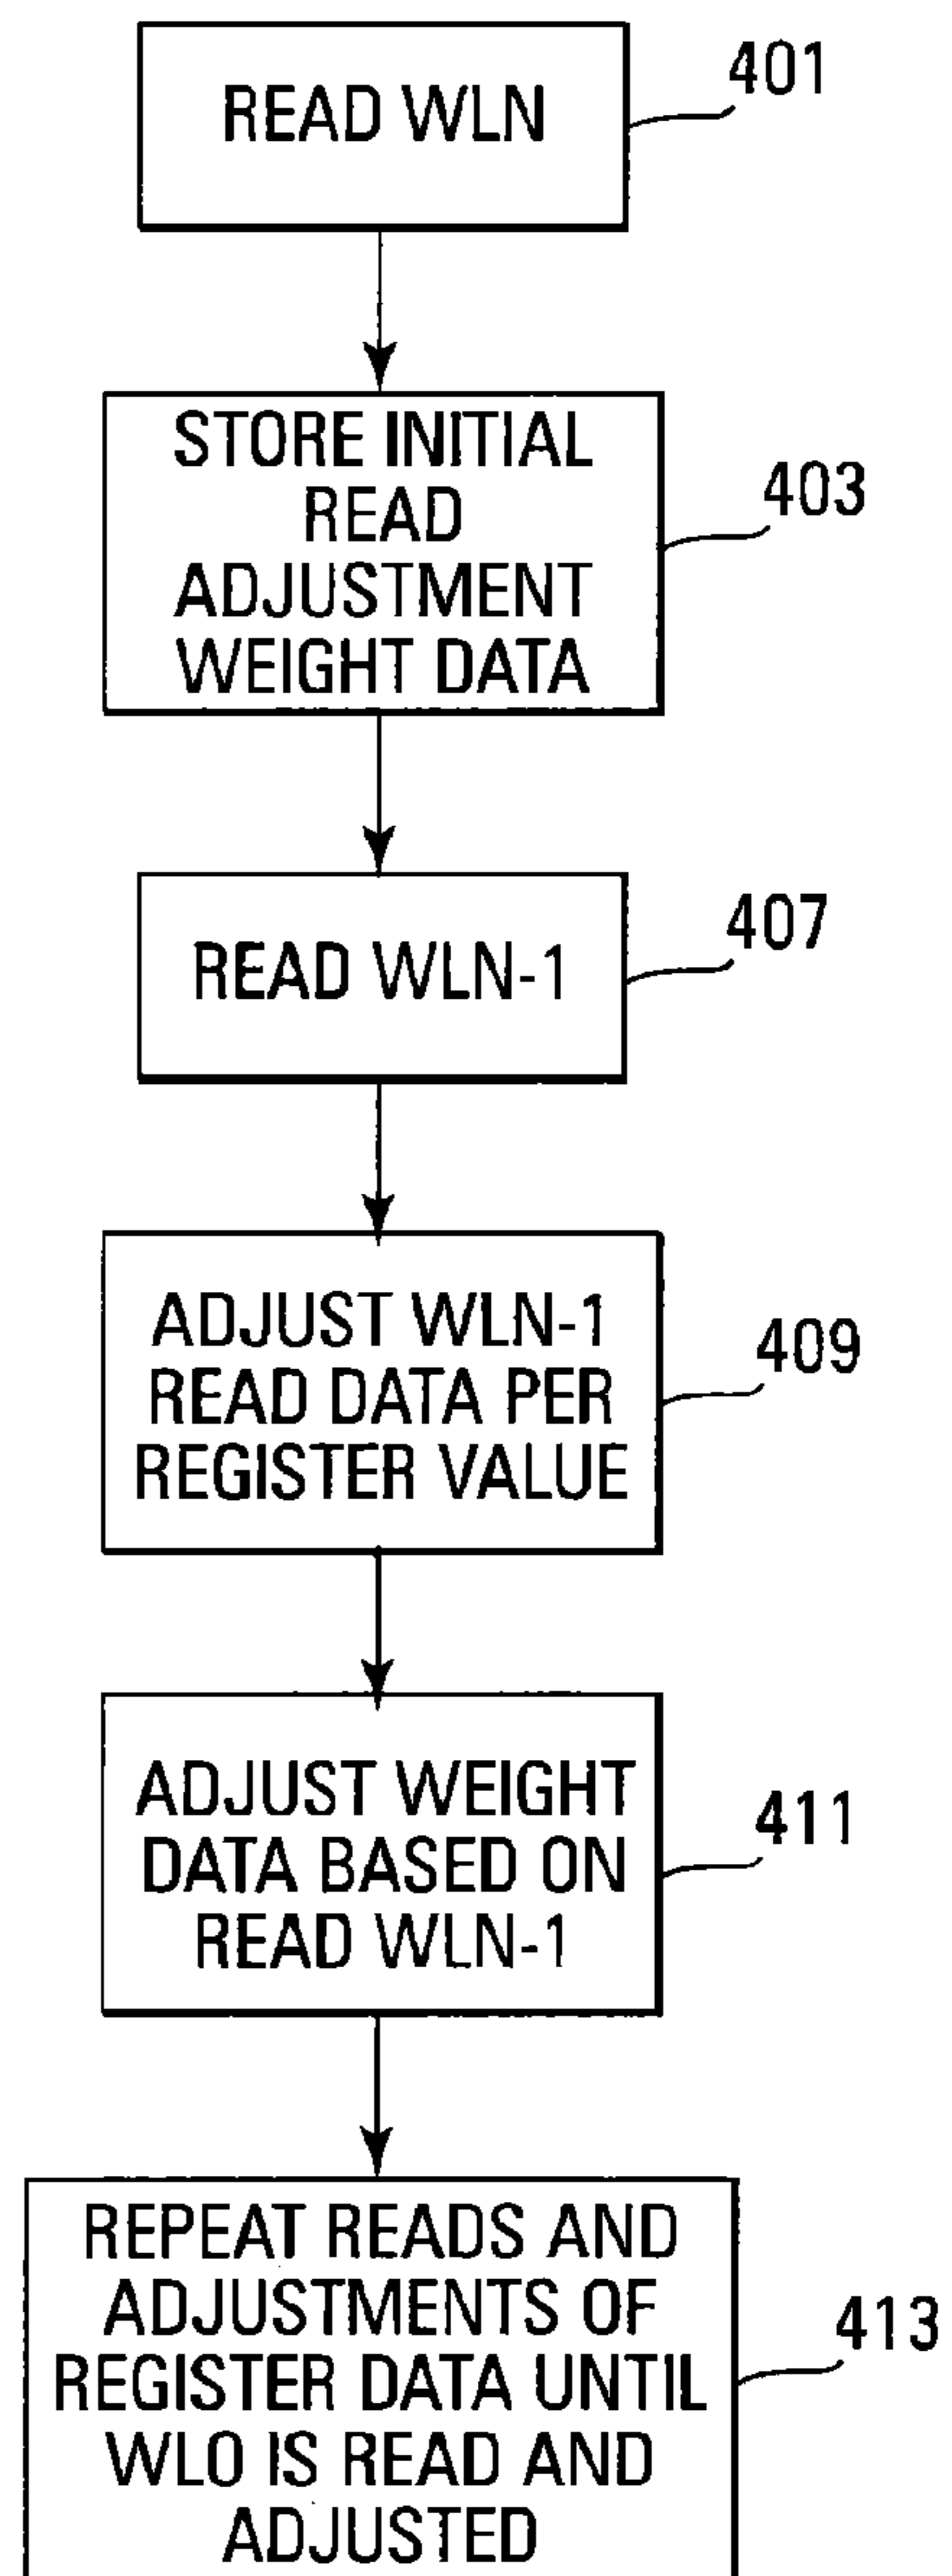 READ WLN
401
STORE INITIAL
READ
ADJUSTMENT
WEIGHT DATA
403
READ WLN-1
407
ADJUST WLN-1
READ DATA PER
REGISTER VALUE
409
ADJUST WEIGHT
DATA BASED ON
READ WLN-1
411
REPEAT READS AND
ADJUSTMENTS OF
REGISTER DATA UNTIL
WLO IS READ AND
ADJUSTED
413